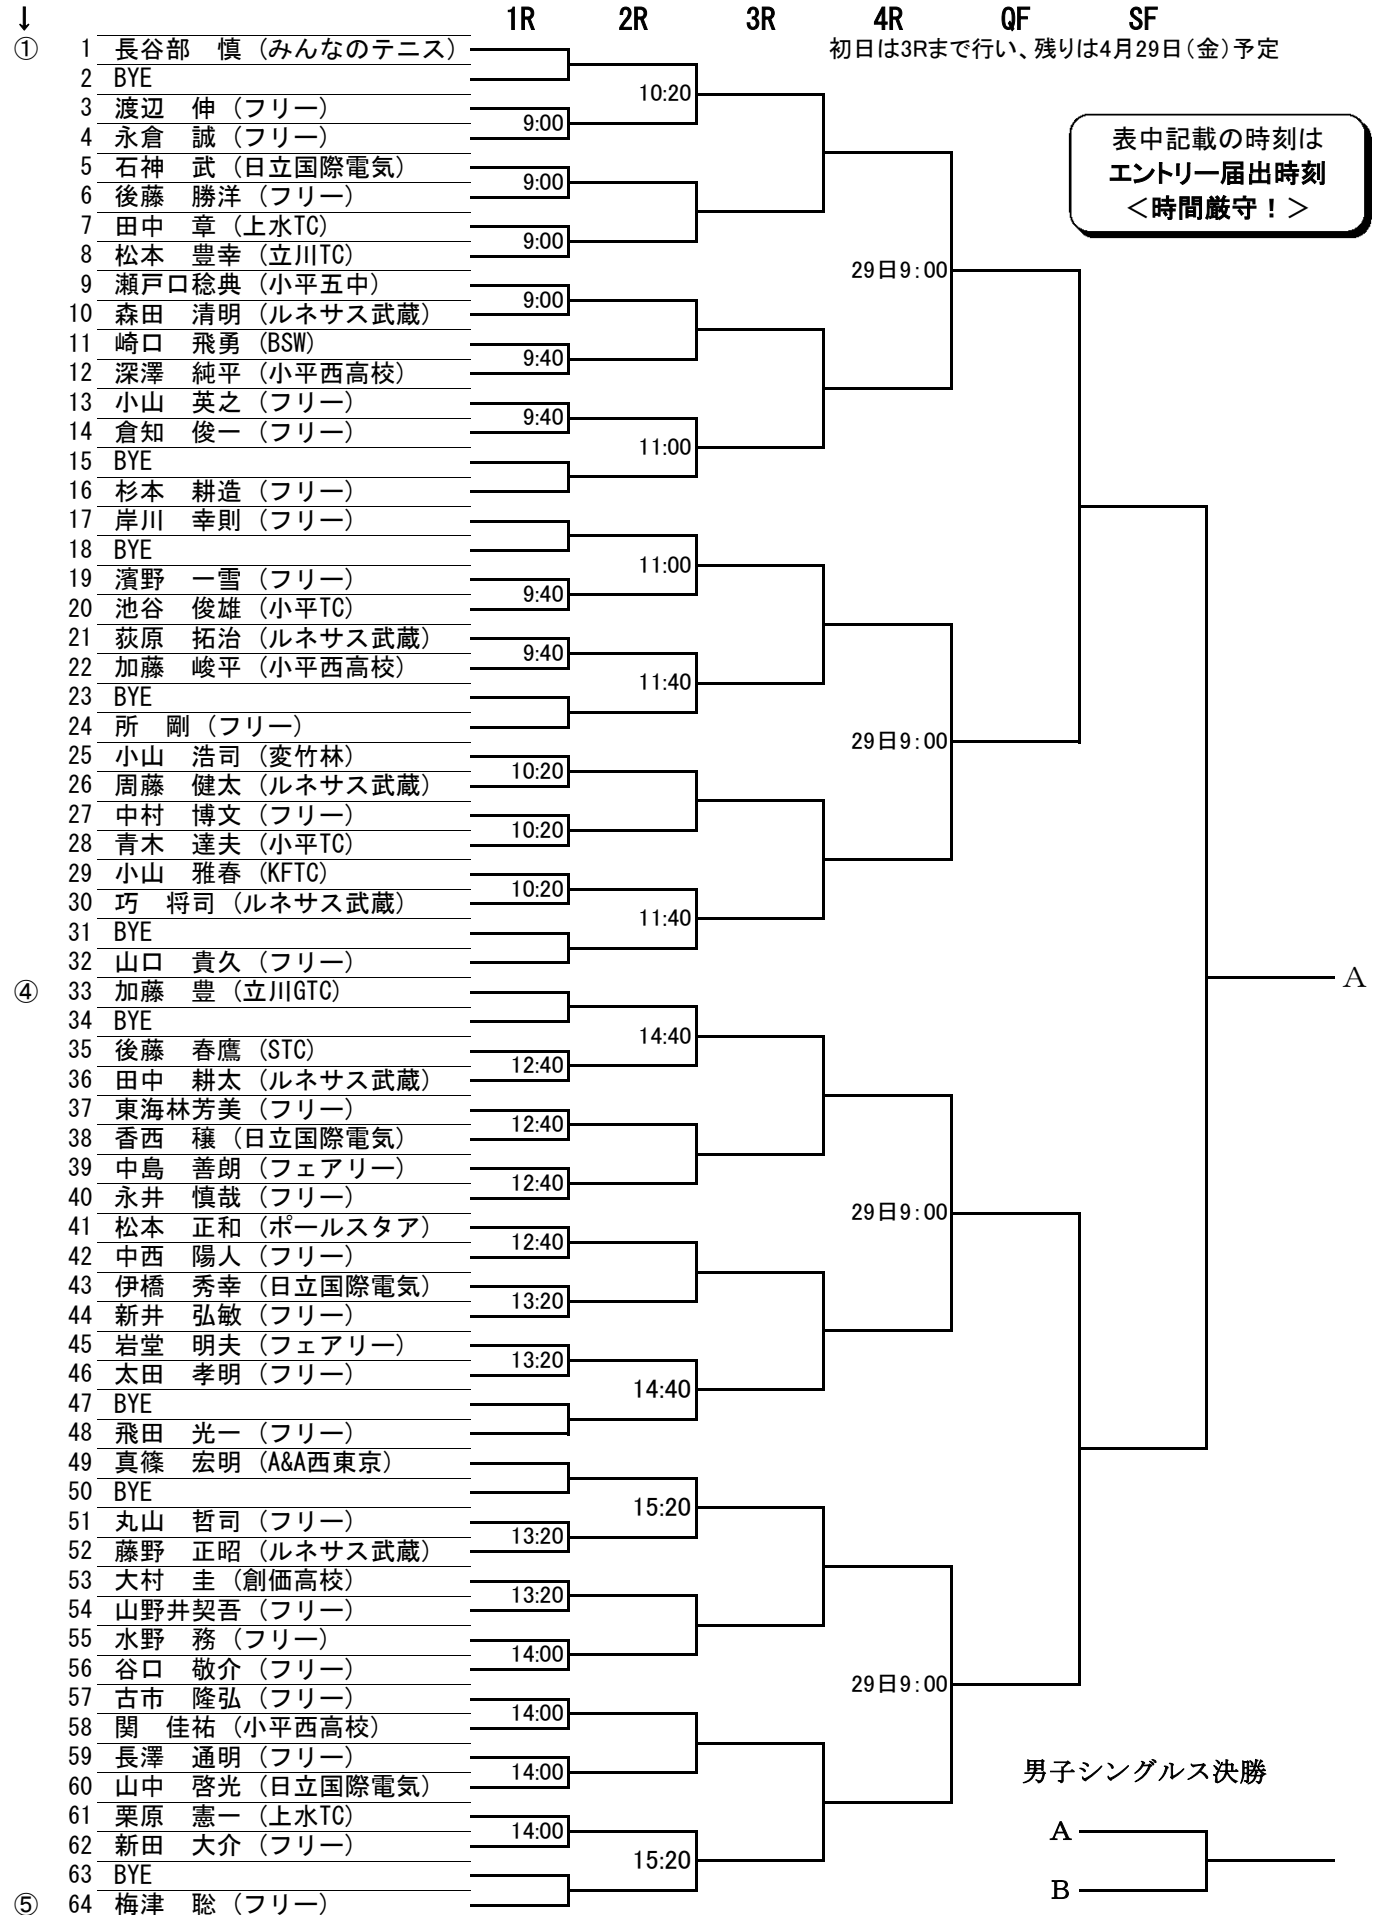 ↓ 1R 2R 3R 4R QF SF
① 1 長谷部 慎（みんなのテニス） 初日は3Rまで行い、残りは4月29日（金）予定
2 BYE
10:20
3 渡辺 伸（フリー）
9:00
4 永倉 誠（フリー）
表中記載の時刻は
エントリー届出時刻
＜時間厳守！＞
5 石神 武（日立国際電気）
9:00
6 後藤 勝洋（フリー）
7 田中 章（上水TC）
9:00
8 松本 豊幸（立川TC）
29日9:00
9 瀬戸口稔典（小平五中）
9:00
10 森田 清明（ルネサス武蔵）
11 崎口 飛勇（BSW）
9:40
12 深澤 純平（小平西高校）
13 小山 英之（フリー）
9:40
14 倉知 俊一（フリー）
11:00
15 BYE
16 杉本 耕造（フリー）
17 岸川 幸則（フリー）
18 BYE
11:00
19 濱野 一雪（フリー）
9:40
20 池谷 俊雄（小平TC）
21 荻原 拓治（ルネサス武蔵）
9:40
22 加藤 峻平（小平西高校）
11:40
23 BYE
24 所 剛（フリー）
29日9:00
25 小山 浩司（変竹林）
10:20
26 周藤 健太（ルネサス武蔵）
27 中村 博文（フリー）
10:20
28 青木 達夫（小平TC）
29 小山 雅春（KFTC）
10:20
30 巧 将司（ルネサス武蔵）
11:40
31 BYE
32 山口 貴久（フリー）
A
④ 33 加藤 豊（立川GTC）
34 BYE
14:40
35 後藤 春鷹（STC）
12:40
36 田中 耕太（ルネサス武蔵）
37 東海林芳美（フリー）
12:40
38 香西 穣（日立国際電気）
39 中島 善朗（フェアリー）
12:40
40 永井 慎哉（フリー）
29日9:00
41 松本 正和（ポールスタア）
12:40
42 中西 陽人（フリー）
43 伊橋 秀幸（日立国際電気）
13:20
44 新井 弘敏（フリー）
45 岩堂 明夫（フェアリー）
13:20
46 太田 孝明（フリー）
14:40
47 BYE
48 飛田 光一（フリー）
49 真篠 宏明（A&A西東京）
50 BYE
15:20
51 丸山 哲司（フリー）
13:20
52 藤野 正昭（ルネサス武蔵）
53 大村 圭（創価高校）
13:20
54 山野井契吾（フリー）
55 水野 務（フリー）
14:00
56 谷口 敬介（フリー）
29日9:00
57 古市 隆弘（フリー）
14:00
58 関 佳祐（小平西高校）
59 長澤 通明（フリー）
14:00
60 山中 啓光（日立国際電気）
男子シングルス決勝
61 栗原 憲一（上水TC）
14:00
62 新田 大介（フリー）
A
15:20
63 BYE
B
⑤ 64 梅津 聡（フリー）